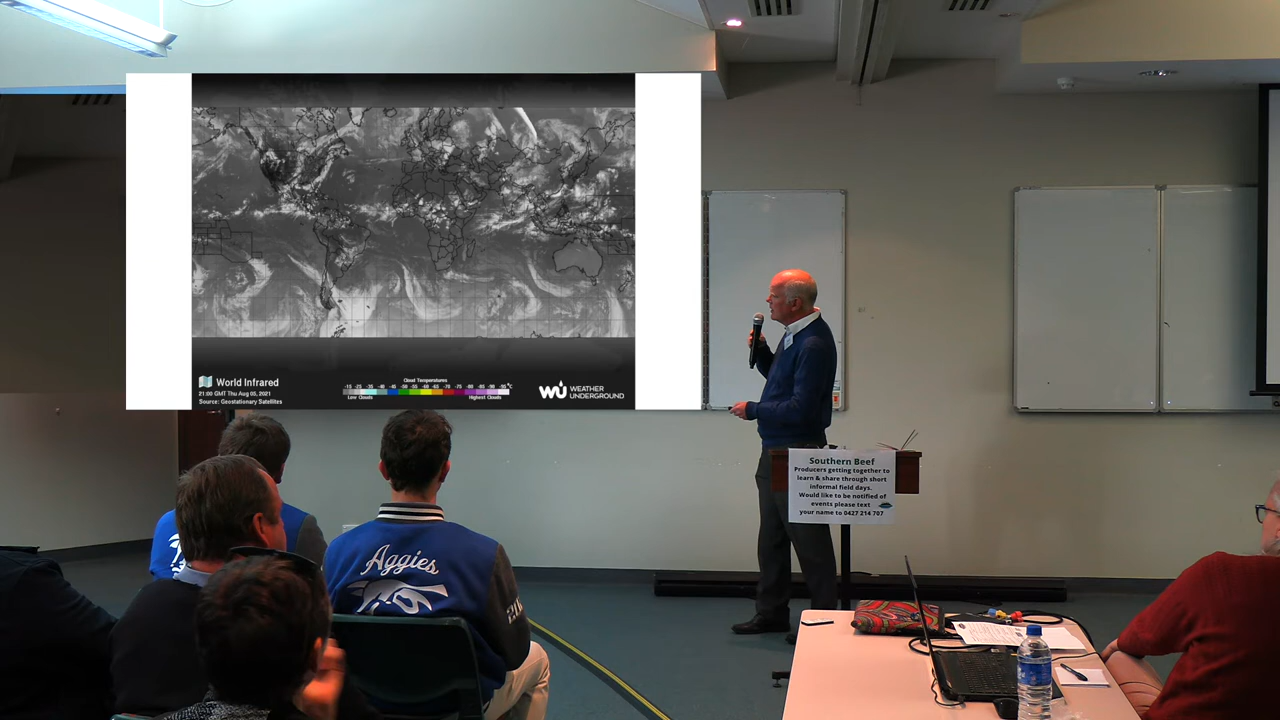 World Infrared
21:00 GMT Thu Aug 05, 2021
Source: Geostationary Satellites
Cloud Temperatures
Low Clouds
Highest Clouds
WU WEATHER
UNDERGROUND
Southern Beef
Producers getting together to
learn & share through short
informal field days.
Would like to be notified of
events please text
your name to 0427 214 707
Aggies